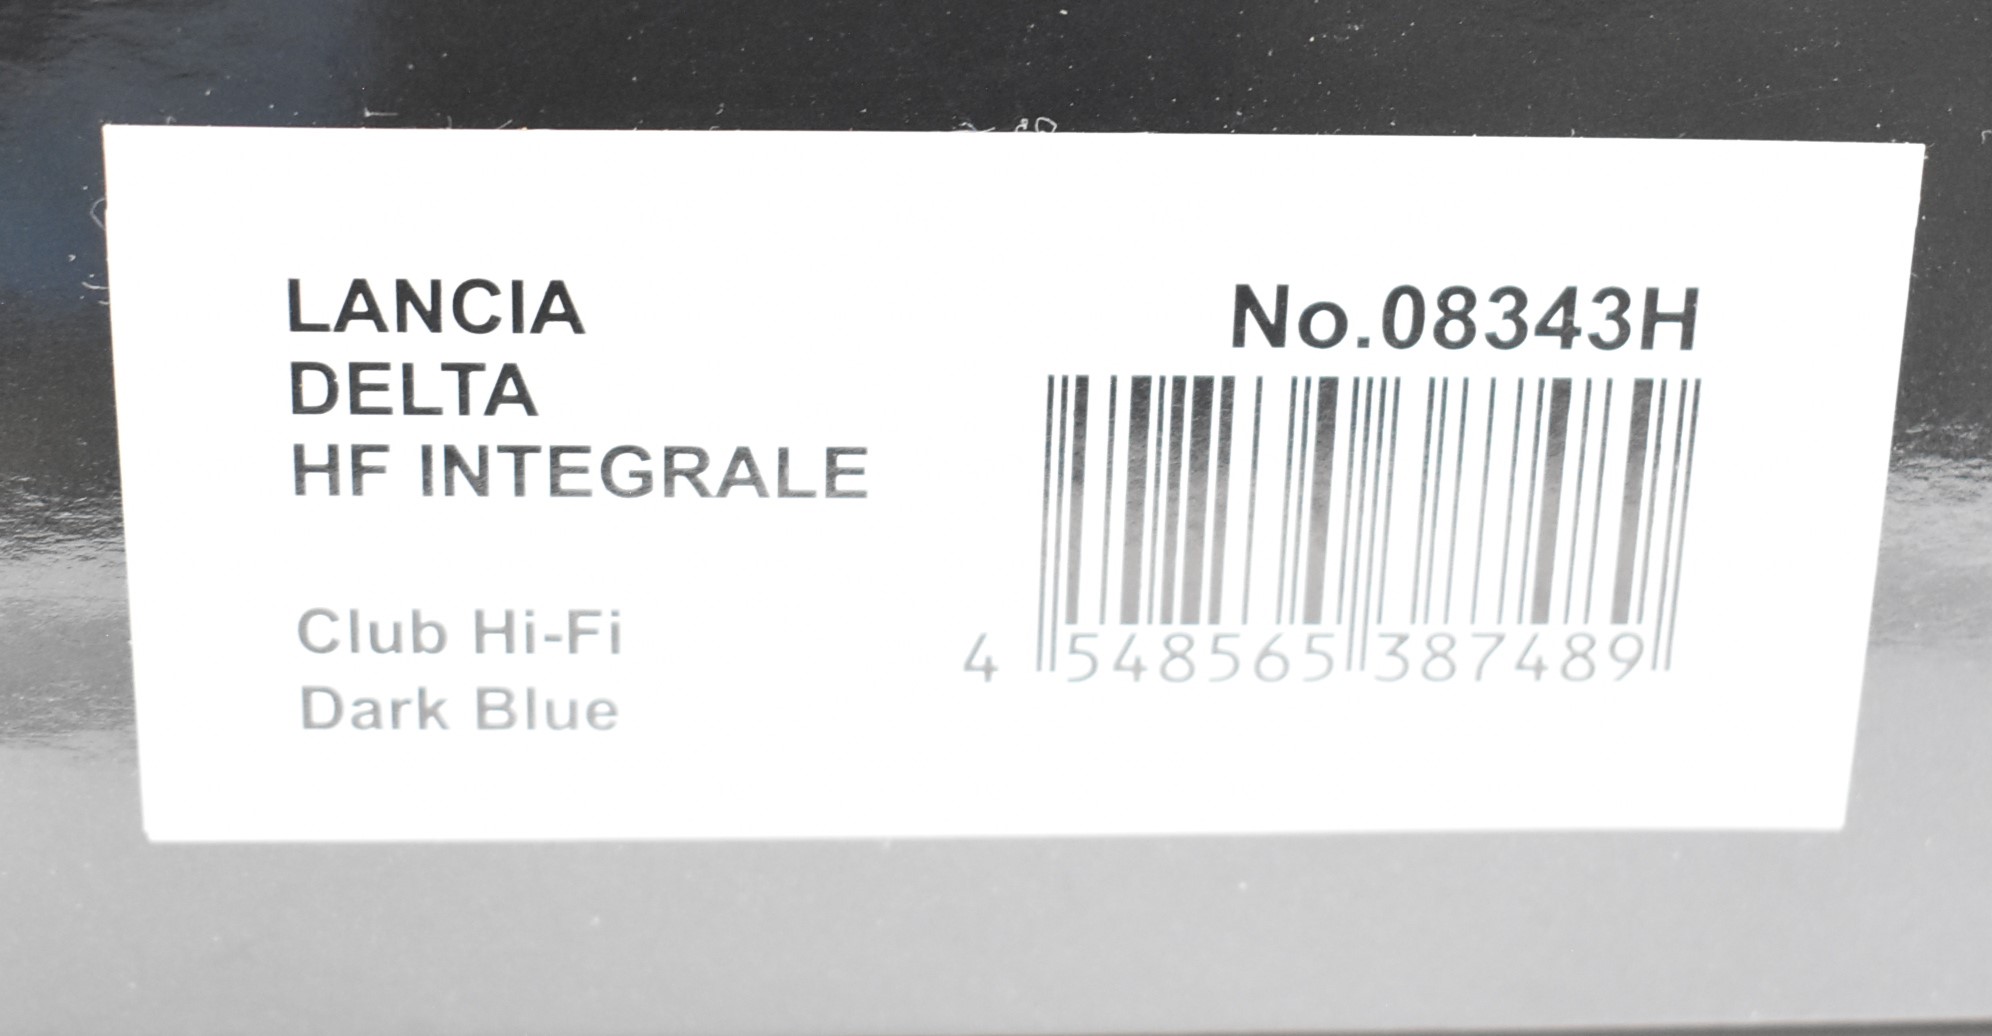 LANCIA
DELTA
HF INTEGRALE
Club Hi-Fi
Dark Blue
No.08343H
4 548565 387489